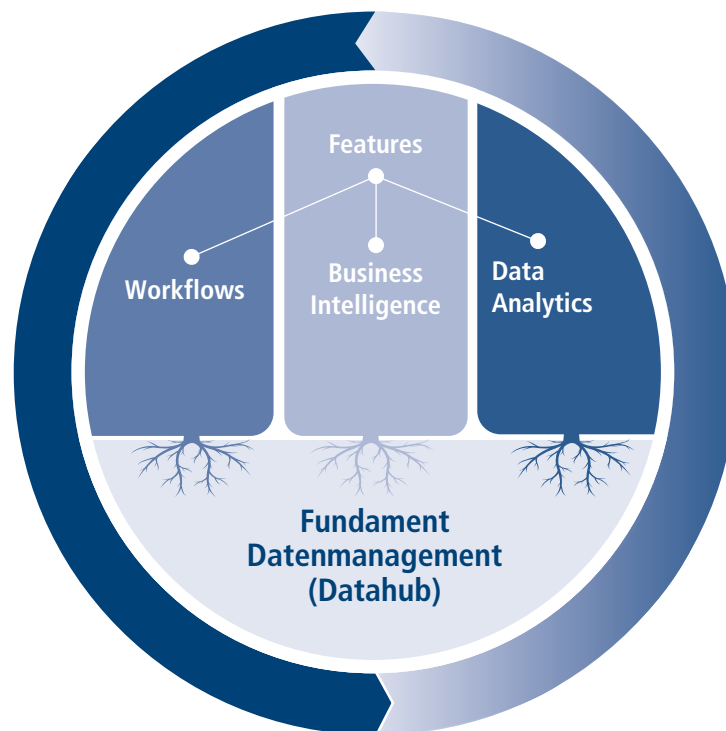 Features
Workflows
Business
Intelligence
Data
Analytics
Fundament
Datenmanagement
(Datahub)